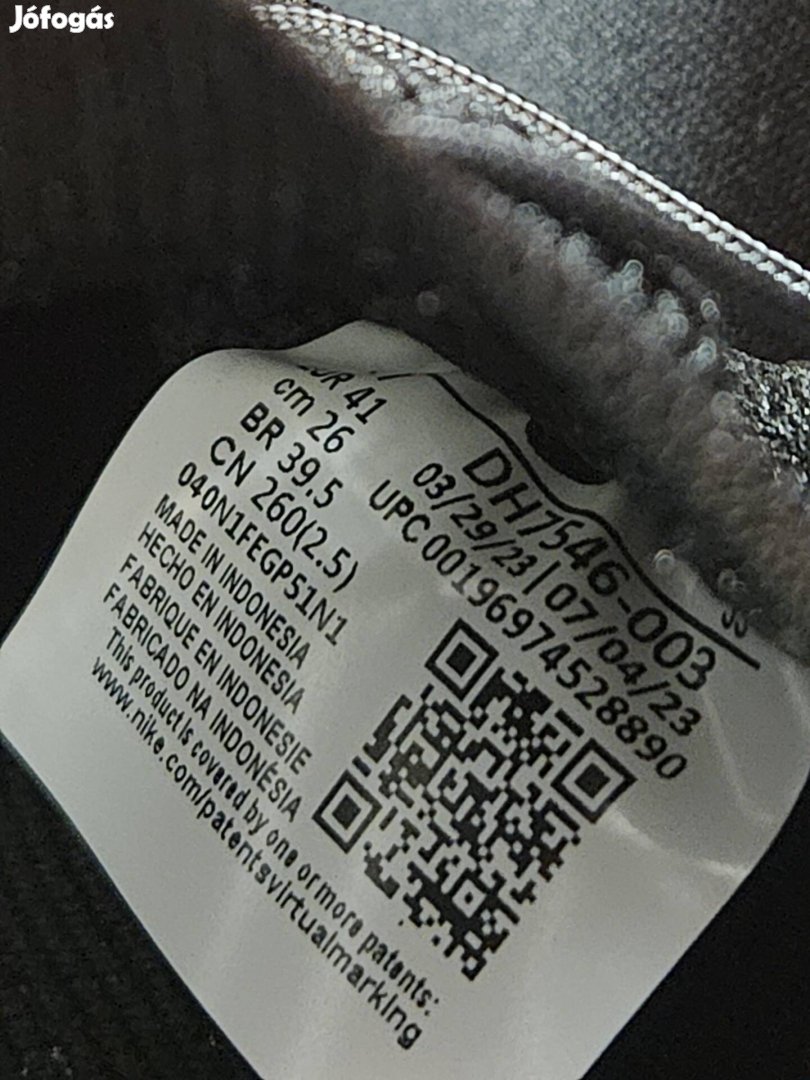 Jófogás
EUR 41
cm 26
BR 39.5
CN 260(2.5)
040N1FEGP51N1
MADE IN INDONESIA
HECHO EN INDONESIA
FABRIQUE EN INDONESIE
FABRICADO NA INDONÉSIA
This product is covered by one or more patents:
www.nike.com/patentsvirtualmarking
DH7546-003
03/29/23 | 07/04/23
UPC 00196974528890